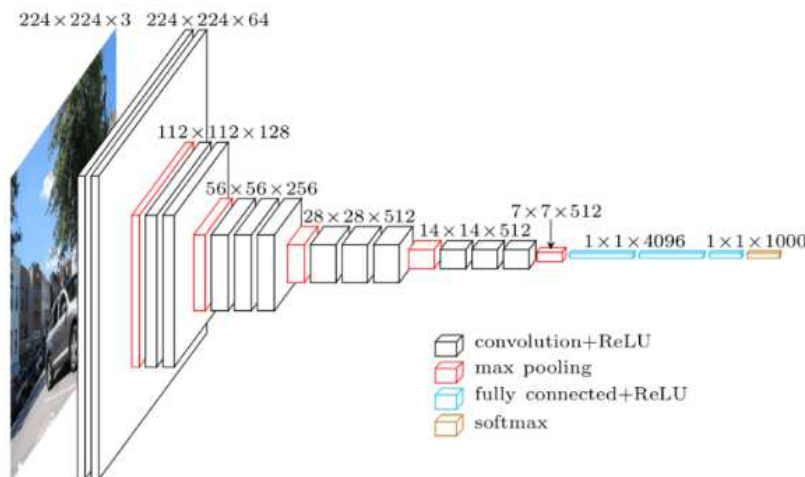 224×224×3
224×224×64
112×112×128
56×56×256
28×28×512
14×14×512
7×7×512
1×1×4096
1×1×1000
convolution+ReLU
max pooling
fully connected+ReLU
softmax